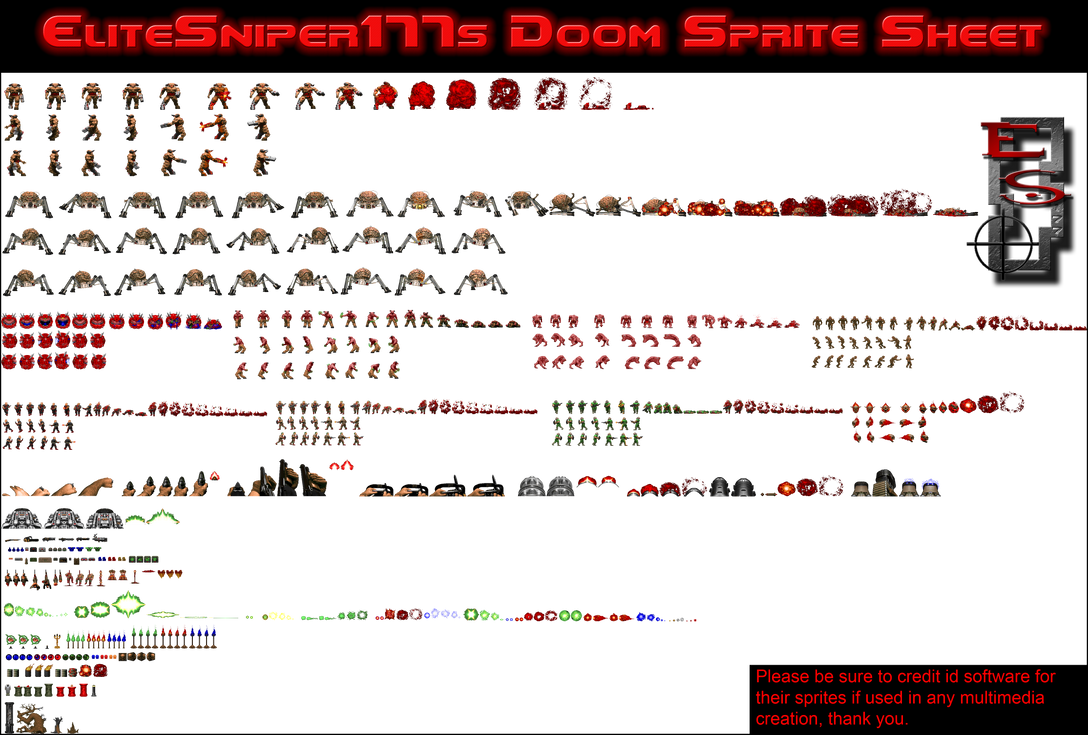 EliteSniper177s Doom Sprite Sheet
E
S
Please be sure to credit id software for
their sprites if used in any multimedia
creation, thank you.